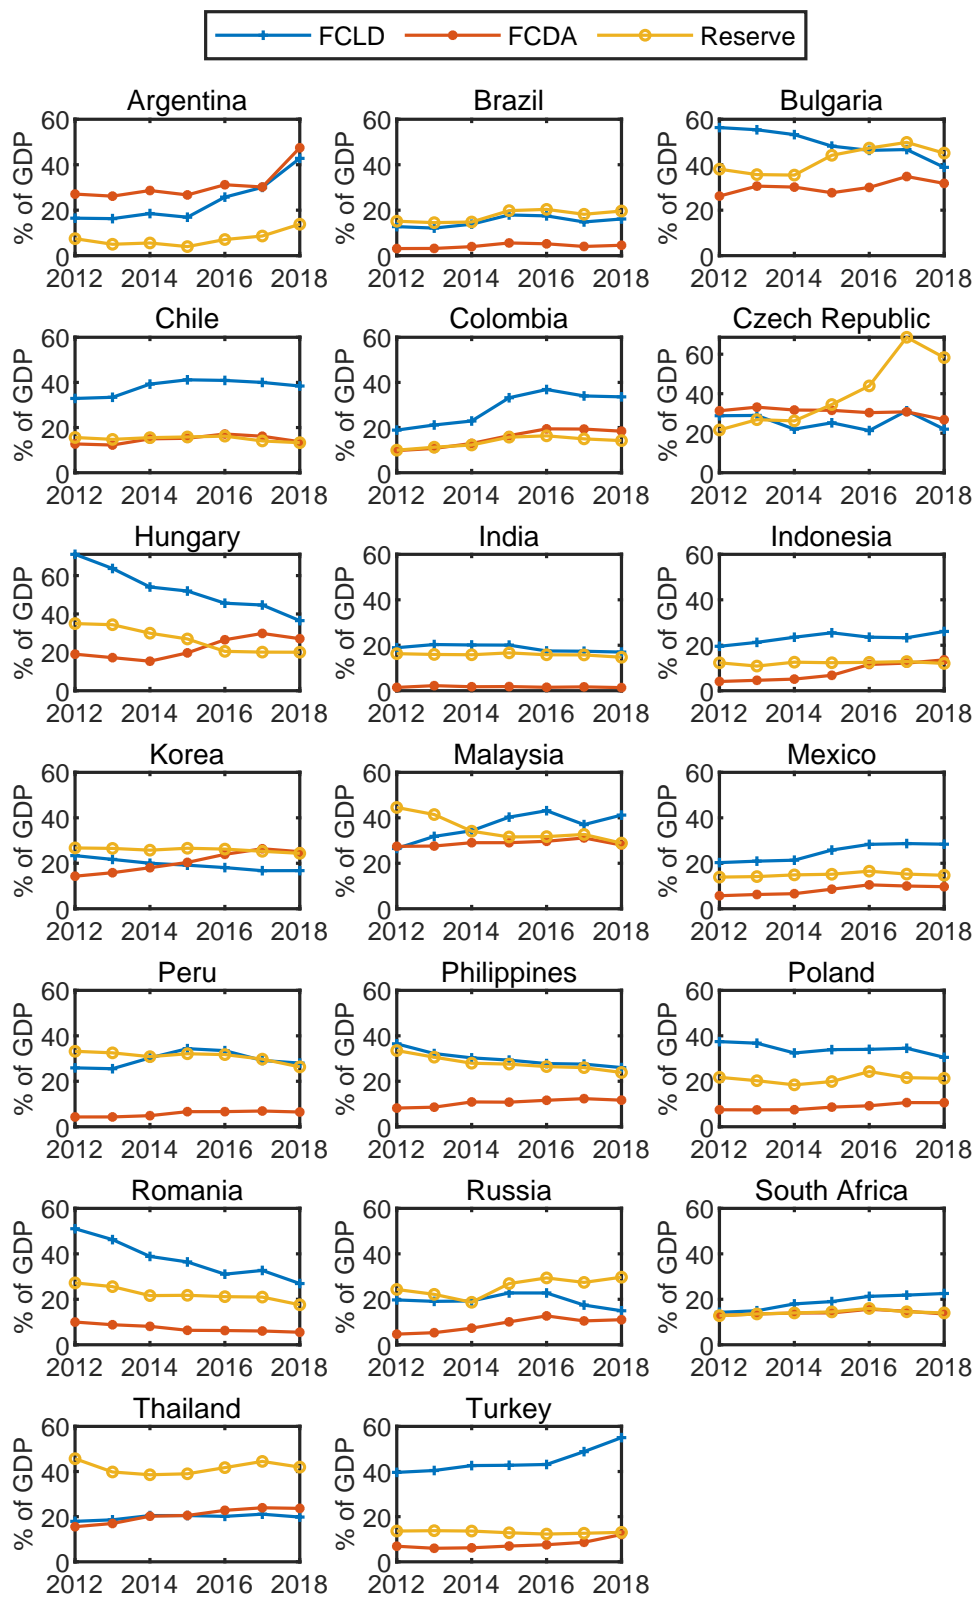 FCLD FCDA Reserve
Argentina Brazil Bulgaria
% of GDP 60 40 20 0 % of GDP 60 40 20 0 % of GDP 60 40 20 0
2012 2014 2016 2018 2012 2014 2016 2018 2012 2014 2016 2018
Chile Colombia Czech Republic
% of GDP 60 40 20 0 % of GDP 60 40 20 0 % of GDP 60 40 20 0
2012 2014 2016 2018 2012 2014 2016 2018 2012 2014 2016 2018
Hungary India Indonesia
% of GDP 60 40 20 0 % of GDP 60 40 20 0 % of GDP 60 40 20 0
2012 2014 2016 2018 2012 2014 2016 2018 2012 2014 2016 2018
Korea Malaysia Mexico
% of GDP 60 40 20 0 % of GDP 60 40 20 0 % of GDP 60 40 20 0
2012 2014 2016 2018 2012 2014 2016 2018 2012 2014 2016 2018
Peru Philippines Poland
% of GDP 60 40 20 0 % of GDP 60 40 20 0 % of GDP 60 40 20 0
2012 2014 2016 2018 2012 2014 2016 2018 2012 2014 2016 2018
Romania Russia South Africa
% of GDP 60 40 20 0 % of GDP 60 40 20 0 % of GDP 60 40 20 0
2012 2014 2016 2018 2012 2014 2016 2018 2012 2014 2016 2018
Thailand Turkey
% of GDP 60 40 20 0 % of GDP 60 40 20 0
2012 2014 2016 2018 2012 2014 2016 2018